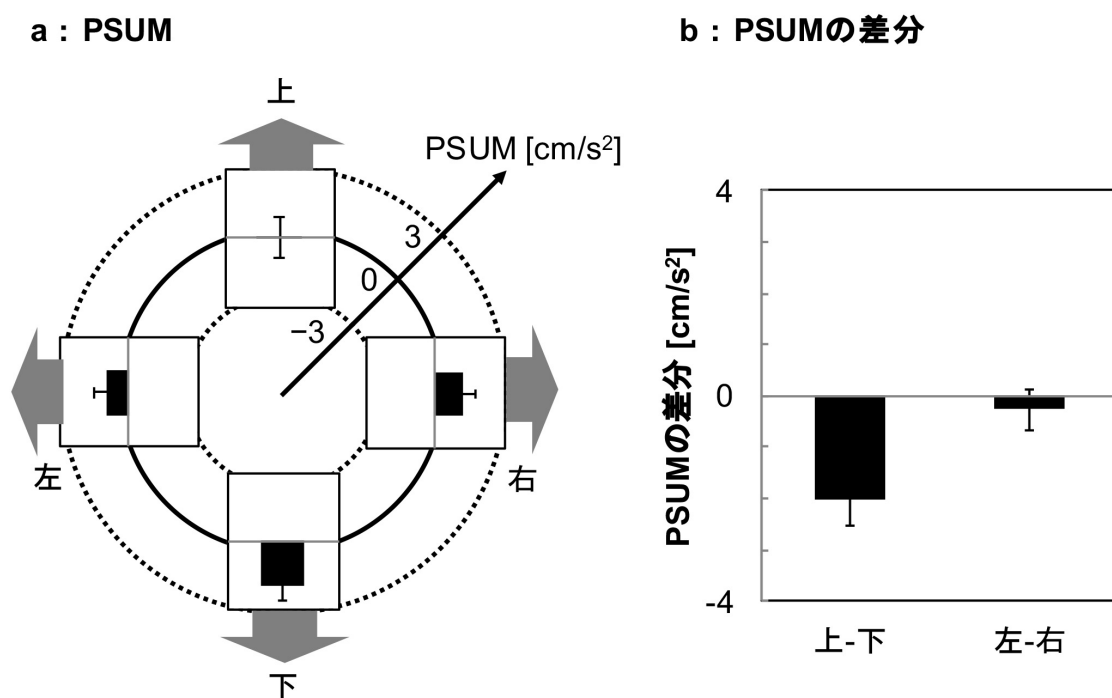 a : PSUM
上
PSUM [cm/s²]
3
0
−3
左
右
下
b : PSUMの差分
PSUMの差分 [cm/s²]
4
0
-4
上-下
左-右